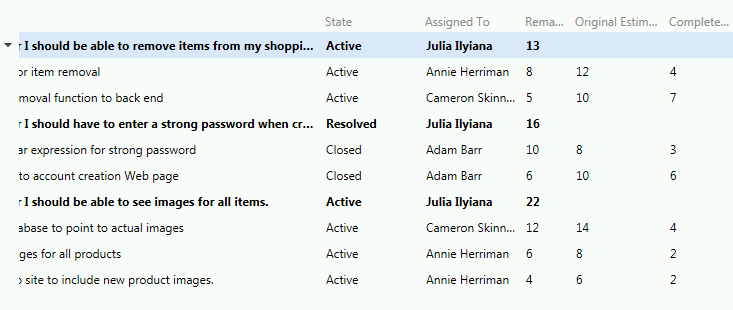 State Assigned To Rema... Original Estim... Complete...
r I should be able to remove items from my shoppi... Active Julia Ilyiana 13
or item removal Active Annie Herriman 8 12 4
moval function to back end Active Cameron Skinn... 5 10 7
r I should have to enter a strong password when cr... Resolved Julia Ilyiana 16
ar expression for strong password Closed Adam Barr 10 8 3
to account creation Web page Closed Adam Barr 6 10 6
r I should be able to see images for all items. Active Julia Ilyiana 22
abase to point to actual images Active Cameron Skinn... 12 14 4
ges for all products Active Annie Herriman 6 8 2
o site to include new product images. Active Annie Herriman 4 6 2